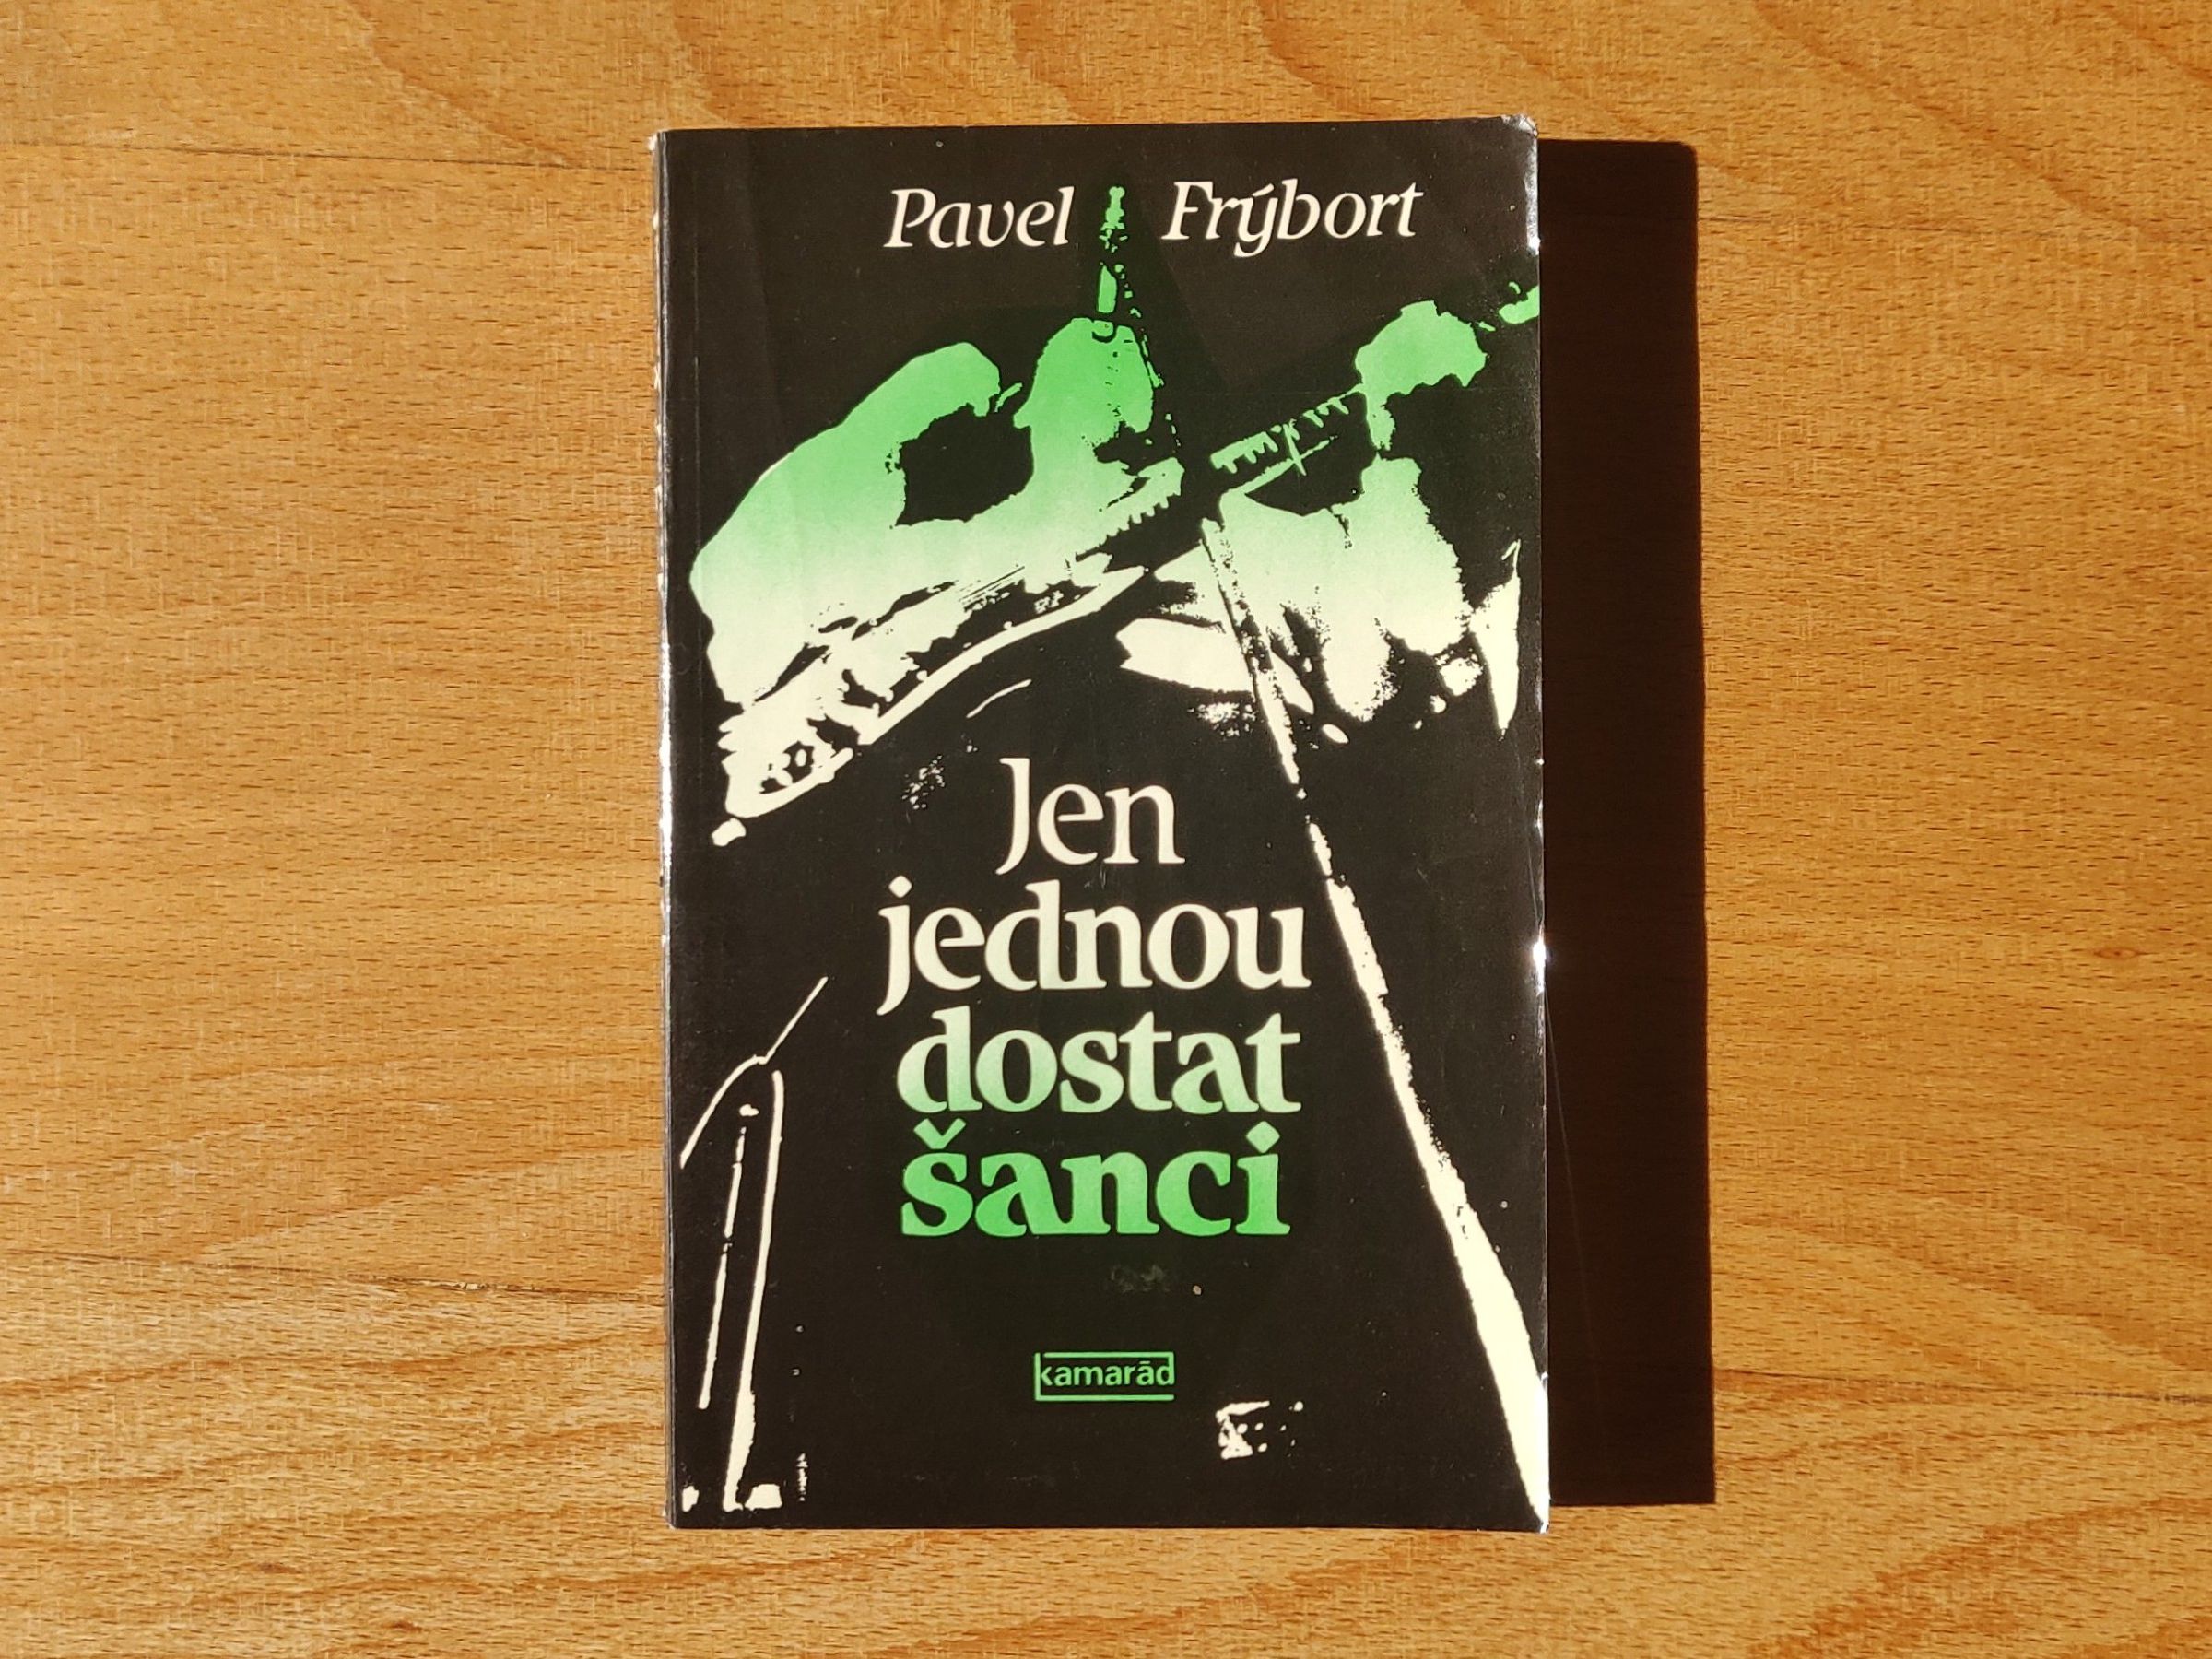 Pavel Frýbort
Jen
jednou
dostat
šanci
kamarád